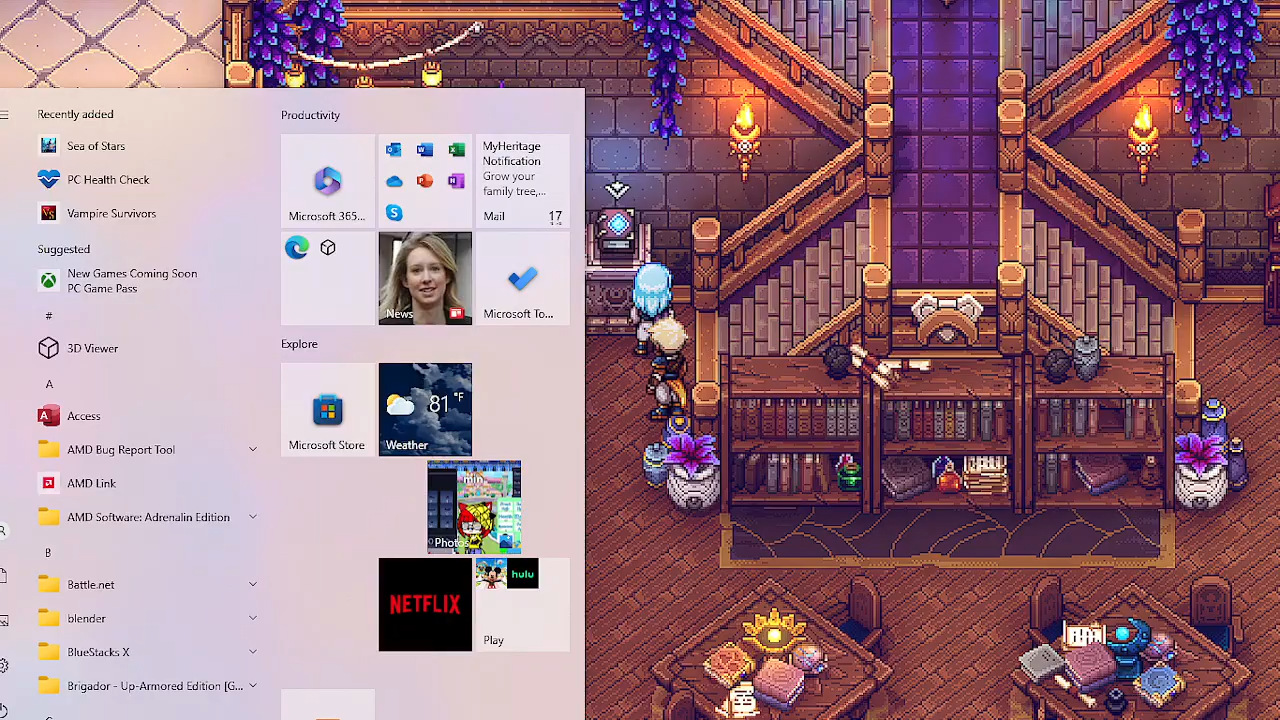 Recently added
Sea of Stars
PC Health Check
Vampire Survivors
Suggested
New Games Coming Soon
PC Game Pass
#
3D Viewer
A
Access
AMD Bug Report Tool
AMD Link
AMD Software: Adrenalin Edition
B
Battle.net
blender
BlueStacks X
Brigador - Up-Armored Edition [G...
Productivity
Microsoft 365...
MyHeritage
Notification
Grow your
family tree,...
Mail 17
News
Microsoft To...
Explore
Microsoft Store
81°F
Weather
Photos
NETFLIX
hulu
Play